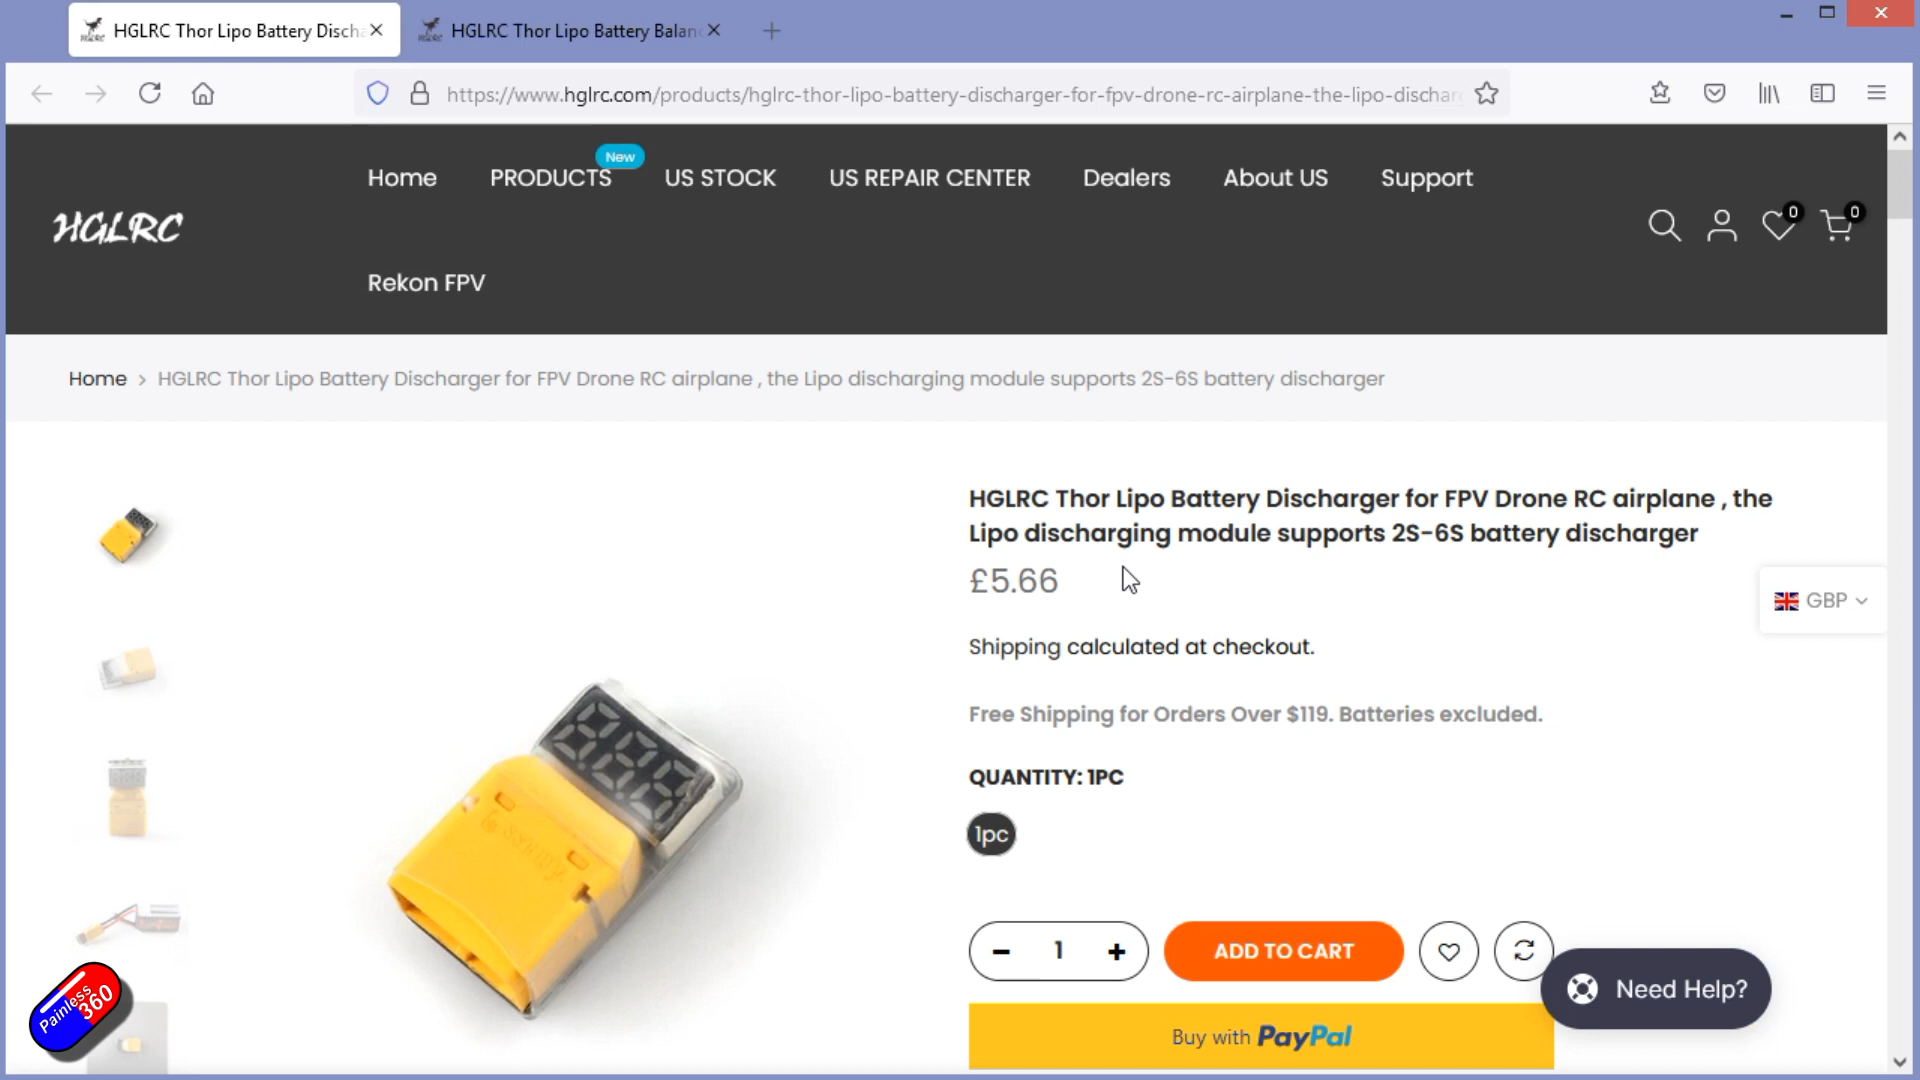 HGLRC Thor Lipo Battery Discha
HGLRC Thor Lipo Battery Balan
https://www.hglrc.com/products/hglrc-thor-lipo-battery-discharger-for-fpv-drone-rc-airplane-the-lipo-dischar
New
Home PRODUCTS US STOCK US REPAIR CENTER Dealers About US Support
HGLRC
0 0
Rekon FPV
Home > HGLRC Thor Lipo Battery Discharger for FPV Drone RC airplane , the Lipo discharging module supports 2S-6S battery discharger
HGLRC Thor Lipo Battery Discharger for FPV Drone RC airplane , the
Lipo discharging module supports 2S-6S battery discharger
£5.66
GBP
Shipping calculated at checkout.
Free Shipping for Orders Over $119. Batteries excluded.
QUANTITY: 1PC
1pc
1
ADD TO CART
Need Help?
Buy with PayPal
Painless
360